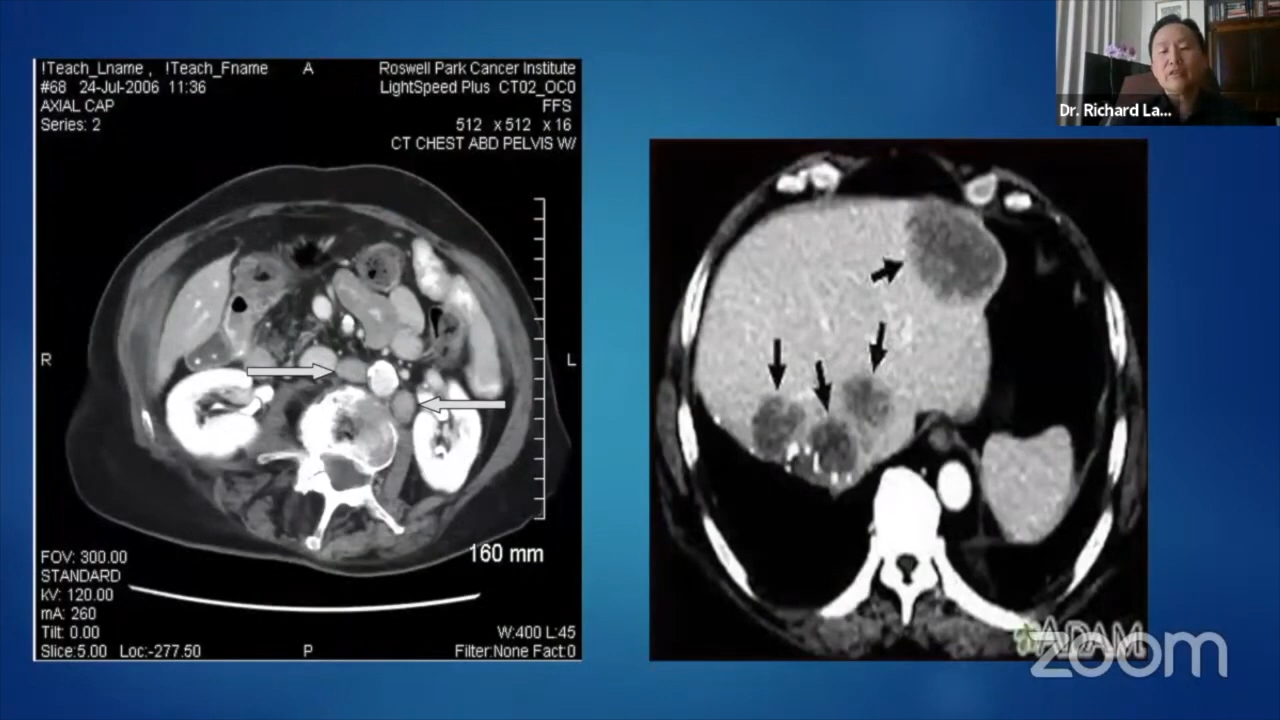 !Teach_Lname , !Teach_Fname
A
Roswell Park Cancer Institute
#68 24-Jul-2006 11:36
LightSpeed Plus CT02_OC0
AXIAL CAP
FFS
Series: 2
512 x 512 x 16
CT CHEST ABD PELVIS W/
R
L
160 mm
FOV: 300.00
STANDARD
kV: 120.00
mA: 260
Tilt: 0.00
W:400 L:45
Slice:5.00 Loc:-277.50
P
Filter:None Fact:0
Dr. Richard La...
ADAM
zoom